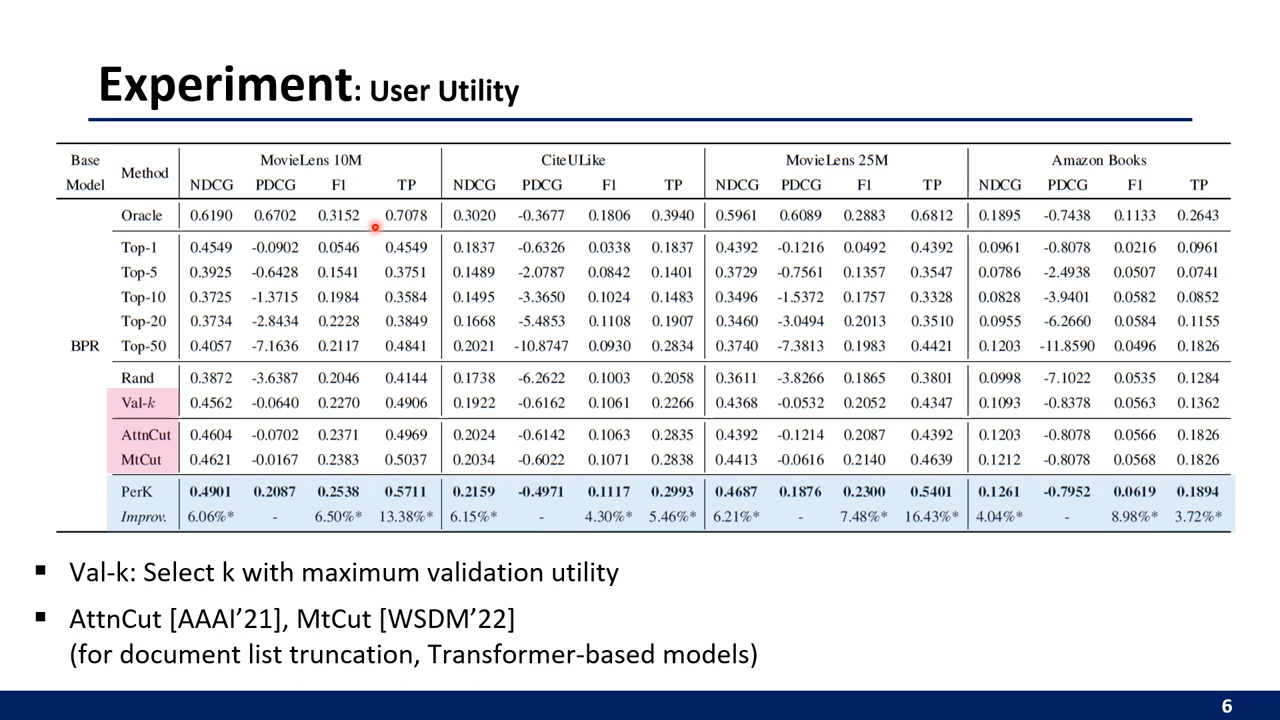 Experiment: User Utility
Base Model Method MovieLens 10M CiteULike MovieLens 25M Amazon Books
NDCG PDCG F1 TP NDCG PDCG F1 TP NDCG PDCG F1 TP NDCG PDCG F1 TP
Oracle 0.6190 0.6702 0.3152 0.7078 0.3020 -0.3677 0.1806 0.3940 0.5961 0.6089 0.2883 0.6812 0.1895 -0.7438 0.1133 0.2643
Top-1 0.4549 -0.0902 0.0546 0.4549 0.1837 -0.6326 0.0338 0.1837 0.4392 -0.1216 0.0492 0.4392 0.0961 -0.8078 0.0216 0.0961
Top-5 0.3925 -0.6428 0.1541 0.3751 0.1489 -2.0787 0.0842 0.1401 0.3729 -0.7561 0.1357 0.3547 0.0786 -2.4938 0.0507 0.0741
Top-10 0.3725 -1.3715 0.1984 0.3584 0.1495 -3.3650 0.1024 0.1483 0.3496 -1.5372 0.1757 0.3328 0.0828 -3.9401 0.0582 0.0852
Top-20 0.3734 -2.8434 0.2228 0.3849 0.1668 -5.4853 0.1108 0.1907 0.3460 -3.0494 0.2013 0.3510 0.0955 -6.2660 0.0584 0.1155
BPR Top-50 0.4057 -7.1636 0.2117 0.4841 0.2021 -10.8747 0.0930 0.2834 0.3740 -7.3813 0.1983 0.4421 0.1203 -11.8590 0.0496 0.1826
Rand 0.3872 -3.6387 0.2046 0.4144 0.1738 -6.2622 0.1003 0.2058 0.3611 -3.8266 0.1865 0.3801 0.0998 -7.1022 0.0535 0.1284
Val-k 0.4562 -0.0640 0.2270 0.4906 0.1922 -0.6162 0.1061 0.2266 0.4368 -0.0532 0.2052 0.4347 0.1093 -0.8378 0.0563 0.1362
AttnCut 0.4604 -0.0702 0.2371 0.4969 0.2024 -0.6142 0.1063 0.2835 0.4392 -0.1214 0.2087 0.4392 0.1203 -0.8078 0.0566 0.1826
MtCut 0.4621 -0.0167 0.2383 0.5037 0.2034 -0.6022 0.1071 0.2838 0.4413 -0.0616 0.2140 0.4639 0.1212 -0.8078 0.0568 0.1826
PerK 0.4901 0.2087 0.2538 0.5711 0.2159 -0.4971 0.1117 0.2993 0.4687 0.1876 0.2300 0.5401 0.1261 -0.7952 0.0619 0.1894
Improv. 6.06%* - 6.50%* 13.38%* 6.15%* - 4.30%* 5.46%* 6.21%* - 7.48%* 16.43%* 4.04%* - 8.98%* 3.72%*
▪ Val-k: Select k with maximum validation utility
▪ AttnCut [AAAI’21], MtCut [WSDM’22]
(for document list truncation, Transformer-based models)
6